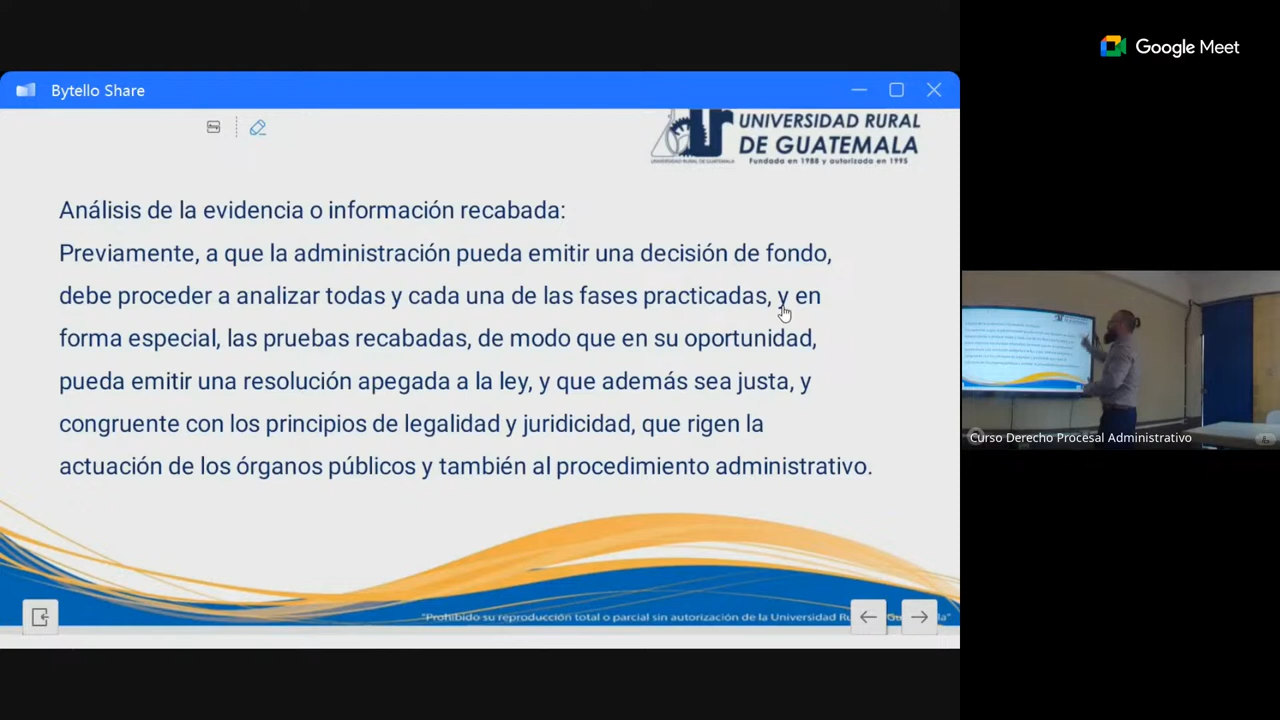 Google Meet
Bytello Share
UNIVERSIDAD RURAL
DE GUATEMALA
Fundada en 1988 y autorizada en 1995
UNIVERSIDAD RURAL DE GUATEMALA
Análisis de la evidencia o información recabada:
Previamente, a que la administración pueda emitir una decisión de fondo,
debe proceder a analizar todas y cada una de las fases practicadas, y en
forma especial, las pruebas recabadas, de modo que en su oportunidad,
pueda emitir una resolución apegada a la ley, y que además sea justa, y
congruente con los principios de legalidad y juridicidad, que rigen la
actuación de los órganos públicos y también al procedimiento administrativo.
"Prohibido su reproducción total o parcial sin autorización de la Universidad
Curso Derecho Procesal Administrativo